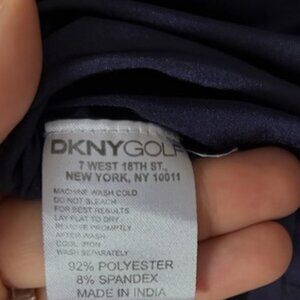 DKNYGOLF
7 WEST 18TH ST.,
NEW YORK, NY 10011
MACHINE WASH COLD
DO NOT BLEACH
FOR BEST RESULTS
LAY FLAT TO DRY
REMOVE PROMPTLY
AFTER WASH
COOL IRON
WASH SEPARATELY
92% POLYESTER
8% SPANDEX
MADE IN INDIA